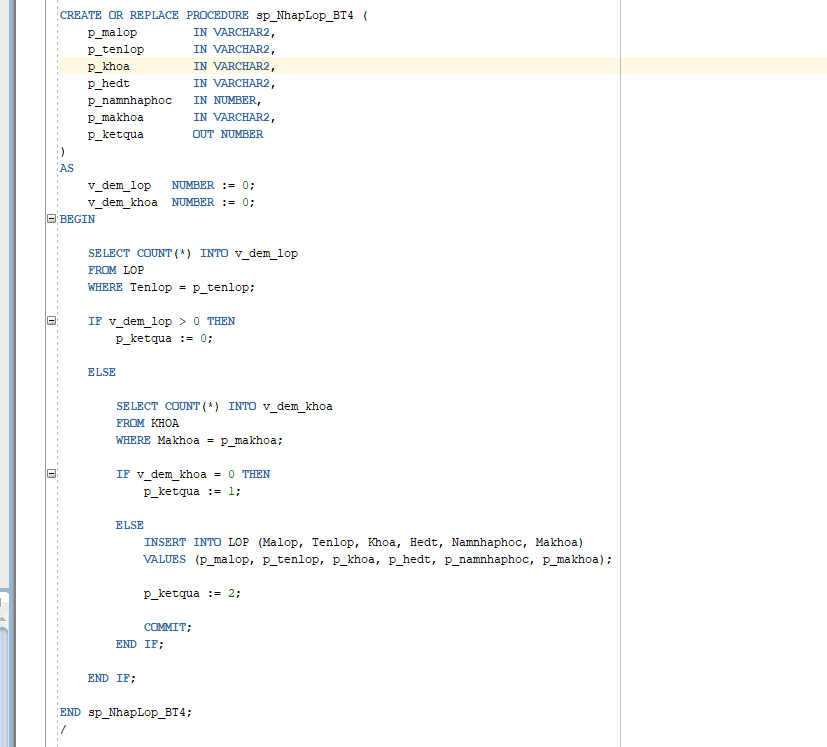 CREATE OR REPLACE PROCEDURE sp_NhapLop_BT4 (
    p_malop        IN VARCHAR2,
    p_tenlop       IN VARCHAR2,
    p_khoa         IN VARCHAR2,
    p_hedt         IN VARCHAR2,
    p_namnhaphoc   IN NUMBER,
    p_makhoa       IN VARCHAR2,
    p_ketqua       OUT NUMBER
)
AS
    v_dem_lop   NUMBER := 0;
    v_dem_khoa  NUMBER := 0;
BEGIN
    SELECT COUNT(*) INTO v_dem_lop
    FROM LOP
    WHERE Tenlop = p_tenlop;
    IF v_dem_lop > 0 THEN
        p_ketqua := 0;
    ELSE
        SELECT COUNT(*) INTO v_dem_khoa
        FROM KHOA
        WHERE Makhoa = p_makhoa;
        IF v_dem_khoa = 0 THEN
            p_ketqua := 1;
        ELSE
            INSERT INTO LOP (Malop, Tenlop, Khoa, Hedt, Namnhaphoc, Makhoa)
            VALUES (p_malop, p_tenlop, p_khoa, p_hedt, p_namnhaphoc, p_makhoa);
            p_ketqua := 2;
            COMMIT;
        END IF;
    END IF;
END sp_NhapLop_BT4;
/